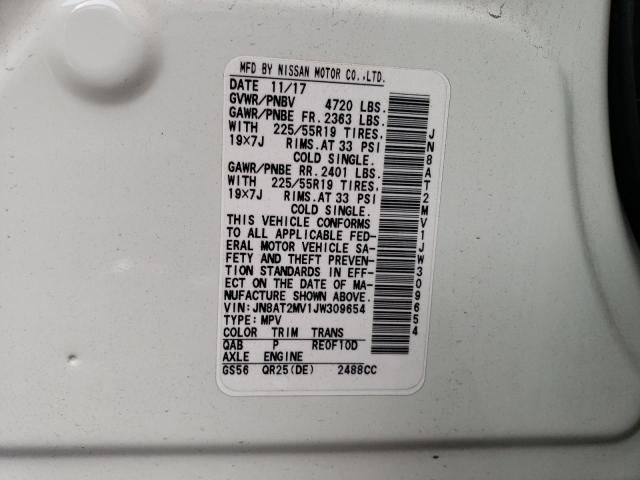 MFD BY NISSAN MOTOR CO.,LTD.
DATE 11/17
GVWR/PNBV 4720 LBS.
GAWR/PNBE FR. 2363 LBS.
WITH 225/55R19 TIRES.
19×7J RIMS.AT 33 PSI
COLD SINGLE.
GAWR/PNBE RR. 2401 LBS.
WITH 225/55R19 TIRES.
19×7J RIMS.AT 33 PSI
COLD SINGLE.
THIS VEHICLE CONFORMS
TO ALL APPLICABLE FED-
ERAL MOTOR VEHICLE SA-
FETY AND THEFT PREVEN-
TION STANDARDS IN EFF-
ECT ON THE DATE OF MA-
NUFACTURE SHOWN ABOVE.
VIN: JN8AT2MV1JW309654
TYPE: MPV
COLOR TRIM TRANS
QAB P RE0F10D
AXLE ENGINE
GS56 QR25(DE) 2488CC
JN8AT2MV1JW309654